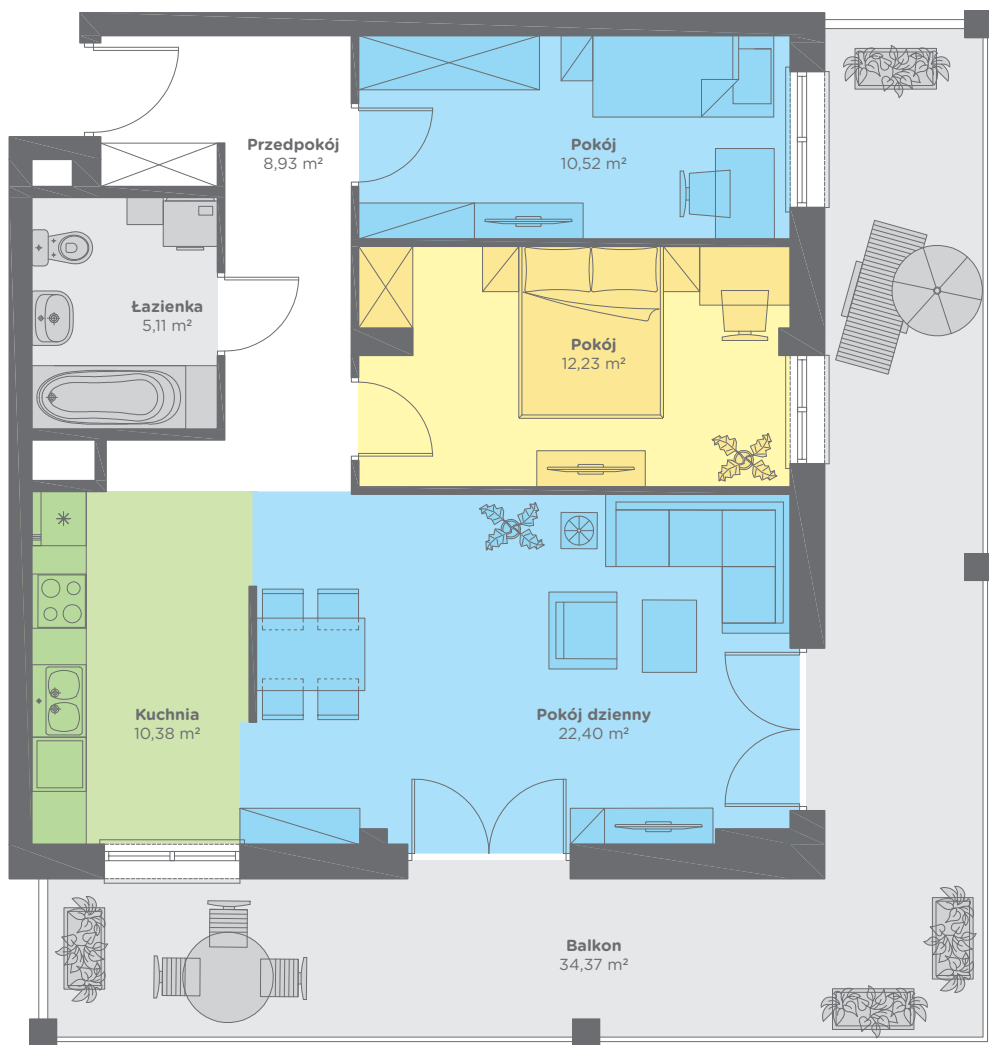 Przedpokój
8,93 m²
Pokój
10,52 m²
Łazienka
5,11 m²
Pokój
12,23 m²
Kuchnia
10,38 m²
Pokój dzienny
22,40 m²
Balkon
34,37 m²